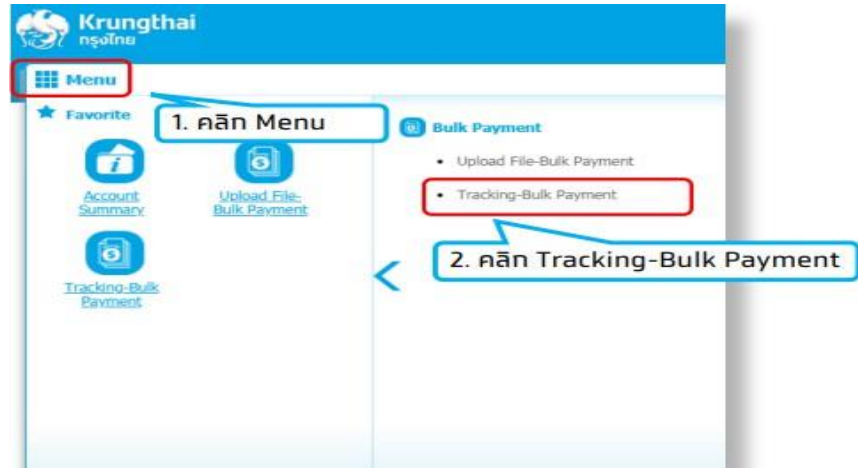 Krungthai
กรุงไทย
Menu
Favorite
1. คลิก Menu
Account
Summary
Upload File-
Bulk Payment
Tracking-Bulk
Payment
Bulk Payment
• Upload File-Bulk Payment
• Tracking-Bulk Payment
2. คลิก Tracking-Bulk Payment